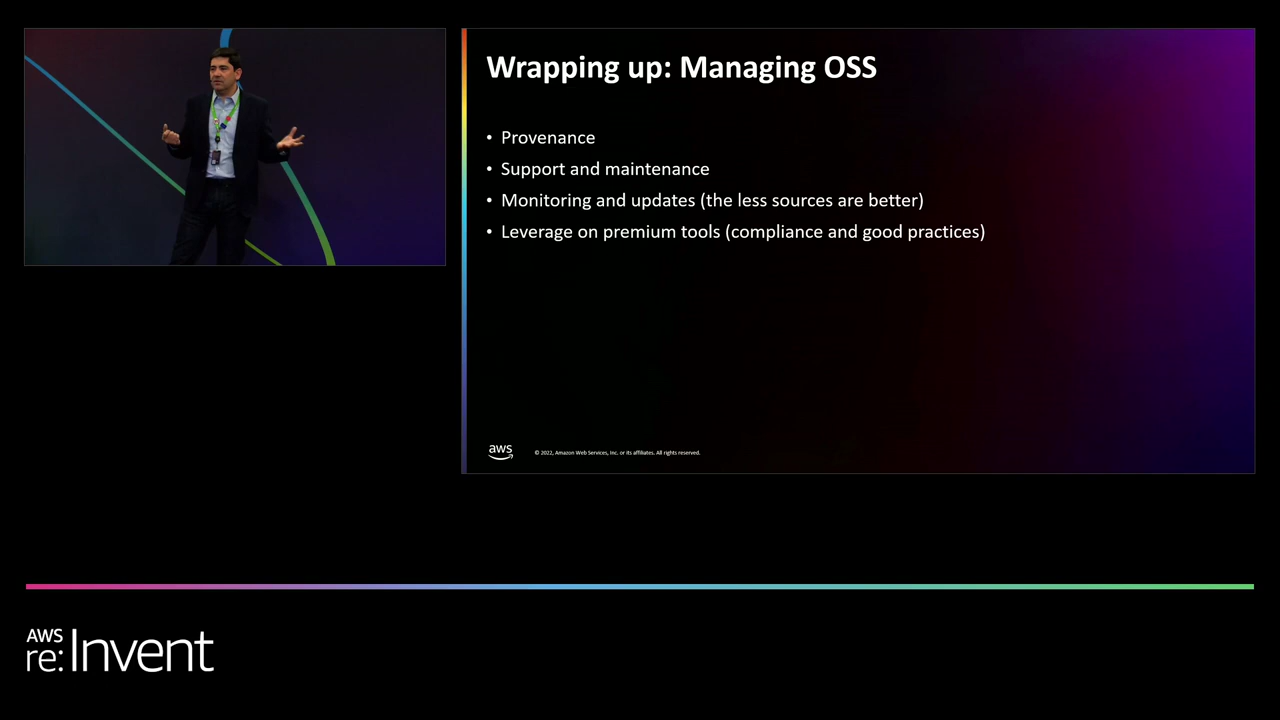 Wrapping up: Managing OSS
• Provenance
• Support and maintenance
• Monitoring and updates (the less sources are better)
• Leverage on premium tools (compliance and good practices)
aws
© 2022, Amazon Web Services, Inc. or its affiliates. All rights reserved.
AWS
re:Invent